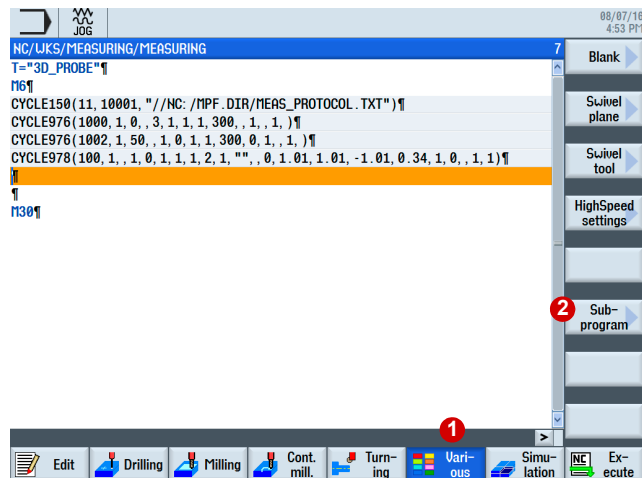 JOG
08/07/16
4:53 PM
NC/WKS/MEASURING/MEASURING
7
T="3D_PROBE"¶
M6¶
CYCLE150(11,10001,"//NC:/MPF.DIR/MEAS_PROTOCOL.TXT")¶
CYCLE976(1000,1,0,,3,1,1,1,300,,1,,1,)¶
CYCLE976(1002,1,50,,1,0,1,1,300,0,1,,1,)¶
CYCLE978(100,1,,1,0,1,1,1,2,1,"",,0,1.01,1.01,-1.01,0.34,1,0,,1,1)¶
¶
¶
M30¶
Blank
Swivel
plane
Swivel
tool
HighSpeed
settings
2
Sub-
program
1
>
Edit
Drilling
Milling
Cont.
mill.
Turn-
ing
Vari-
ous
Simu-
lation
NC
Ex-
ecute